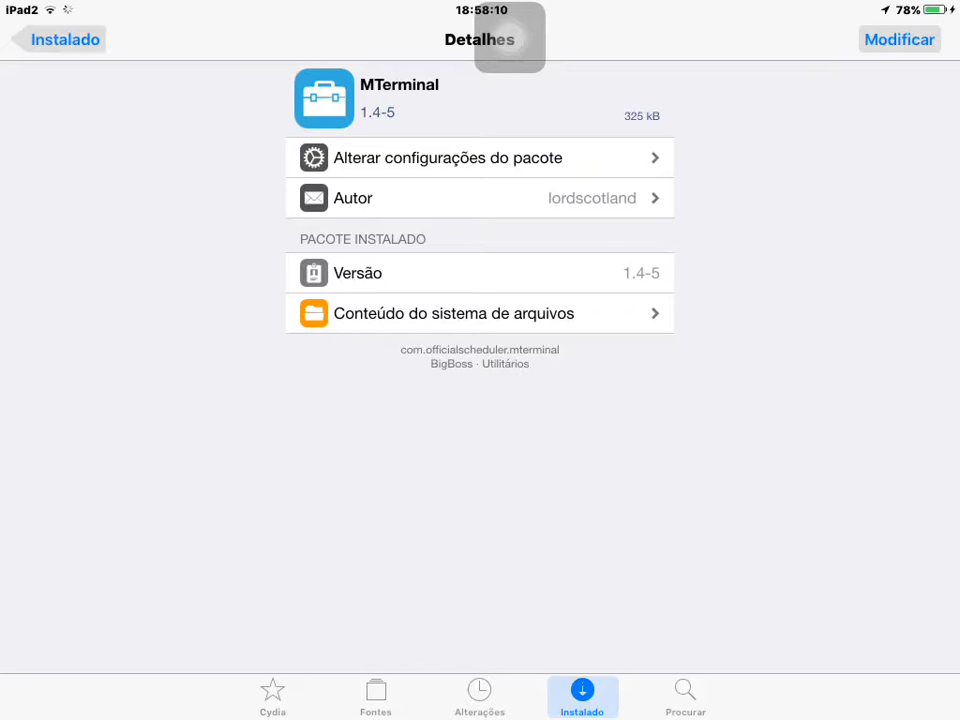 iPad2 18:58:10 78%
Instalado Detalhes Modificar
MTerminal
1.4-5 325 kB
Alterar configurações do pacote
Autor lordscotland
PACOTE INSTALADO
Versão 1.4-5
Conteúdo do sistema de arquivos
com.officialscheduler.mterminal
BigBoss · Utilitários
Cydia Fontes Alterações Instalado Procurar